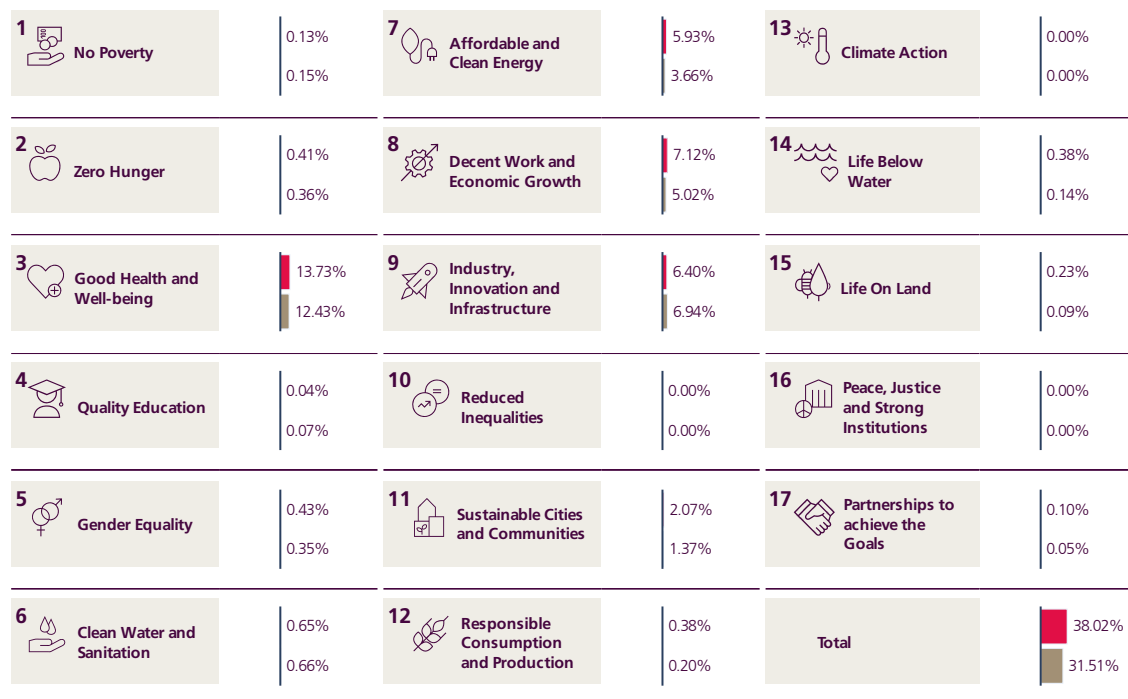 1
No Poverty
0.13%
0.15%
2
Zero Hunger
0.41%
0.36%
3
Good Health and
Well-being
13.73%
12.43%
4
Quality Education
0.04%
0.07%
5
Gender Equality
0.43%
0.35%
6
Clean Water and
Sanitation
0.65%
0.66%
7
Affordable and
Clean Energy
5.93%
3.66%
8
Decent Work and
Economic Growth
7.12%
5.02%
9
Industry,
Innovation and
Infrastructure
6.40%
6.94%
10
Reduced
Inequalities
0.00%
0.00%
11
Sustainable Cities
and Communities
2.07%
1.37%
12
Responsible
Consumption
and Production
0.38%
0.20%
13
Climate Action
0.00%
0.00%
14
Life Below
Water
0.38%
0.14%
15
Life On Land
0.23%
0.09%
16
Peace, Justice
and Strong
Institutions
0.00%
0.00%
17
Partnerships to
achieve the
Goals
0.10%
0.05%
Total
38.02%
31.51%